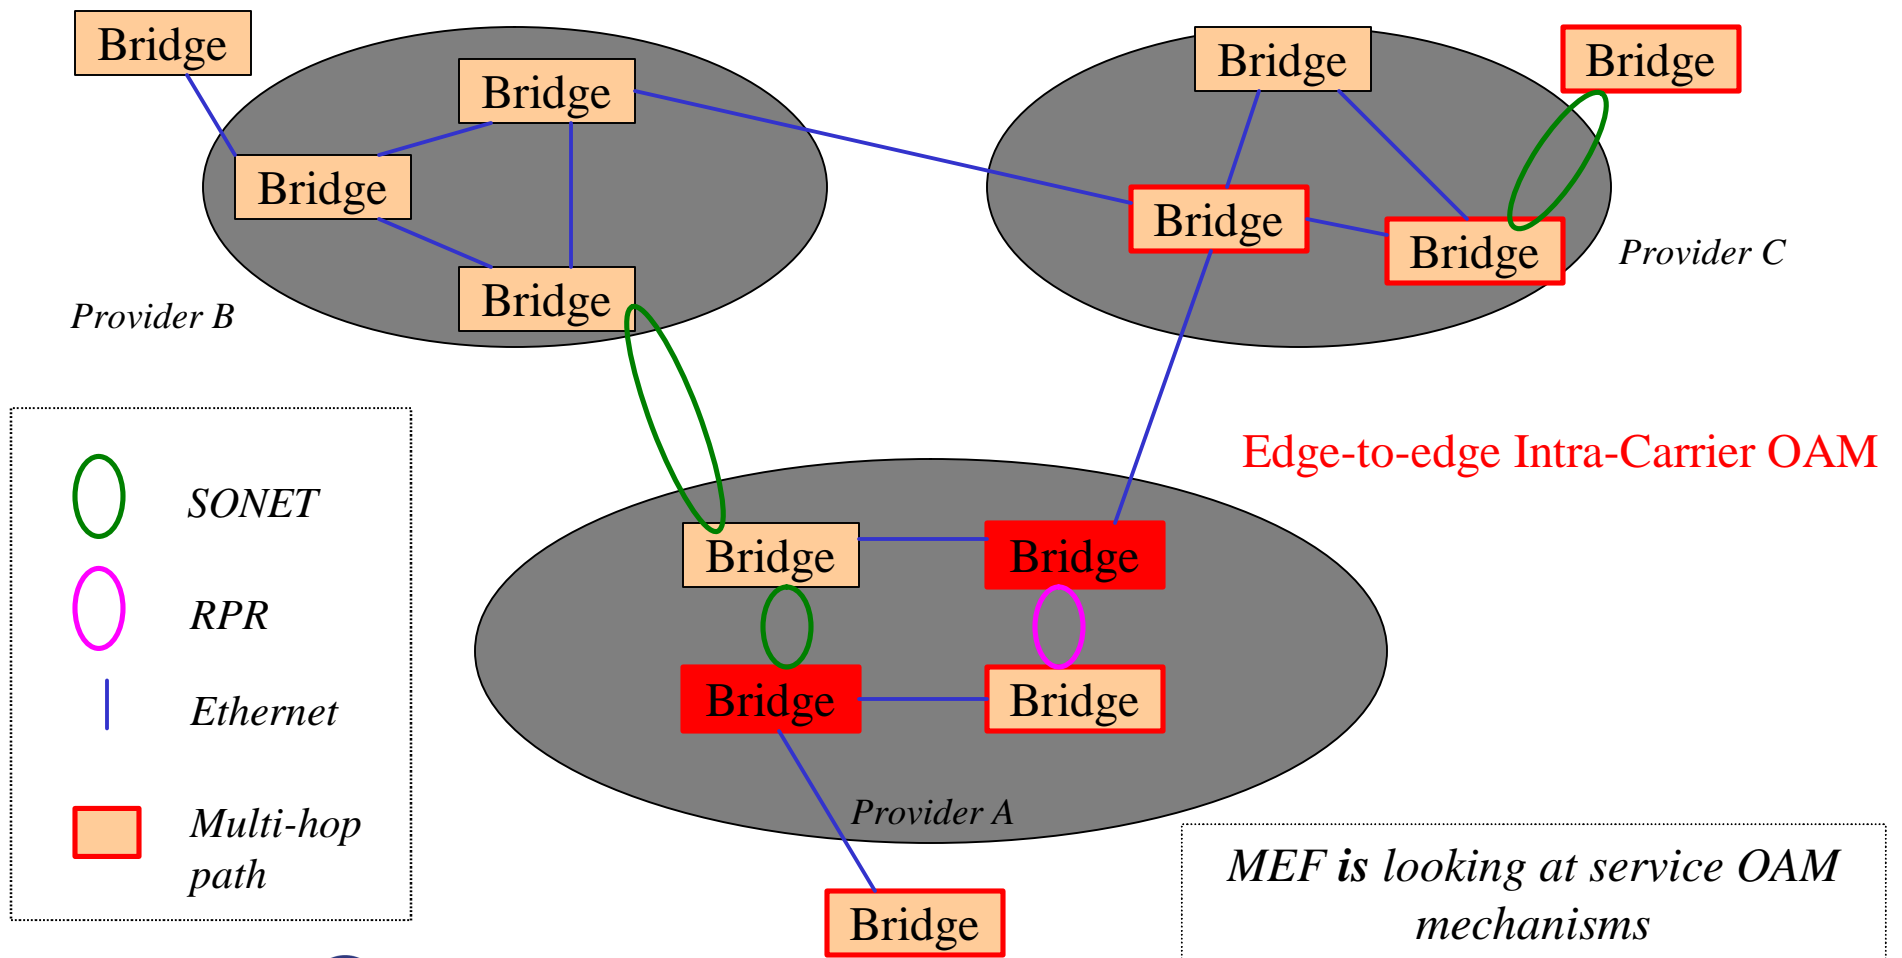 Bridge
Bridge
Bridge
Bridge
Bridge
Bridge
Bridge
Bridge
Provider C
Bridge
Provider B
Edge-to-edge Intra-Carrier OAM
SONET
Bridge
Bridge
RPR
Bridge
Bridge
Ethernet
Provider A
Multi-hop
path
MEF is looking at service OAM
mechanisms
Bridge